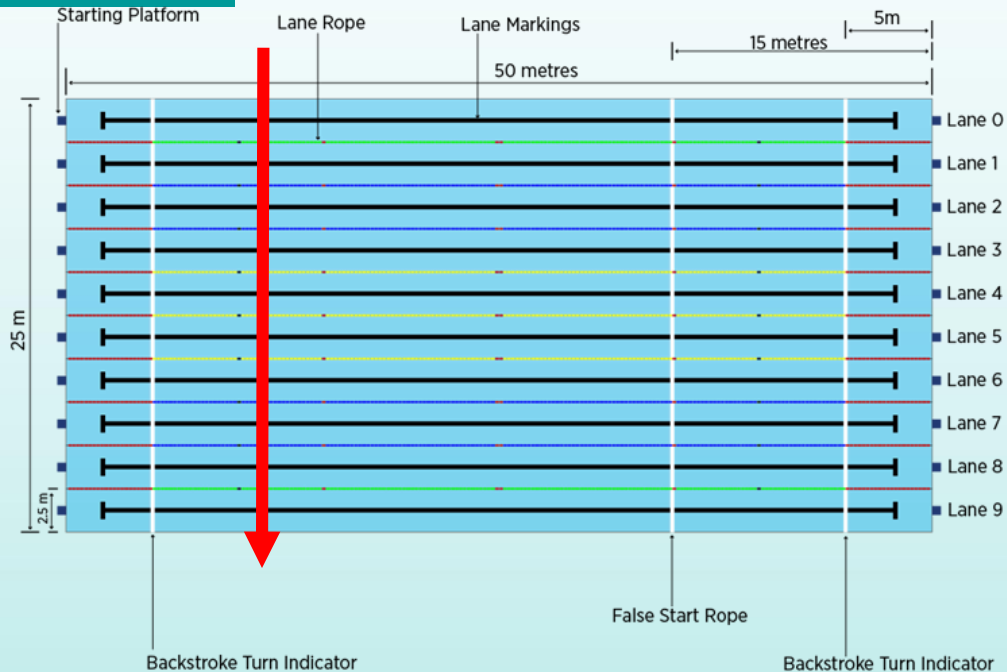 Starting Platform
Lane Rope
Lane Markings
5m
15 metres
50 metres
Lane 0
Lane 1
Lane 2
Lane 3
Lane 4
Lane 5
Lane 6
Lane 7
Lane 8
Lane 9
25 m
2.5 m
False Start Rope
Backstroke Turn Indicator
Backstroke Turn Indicator